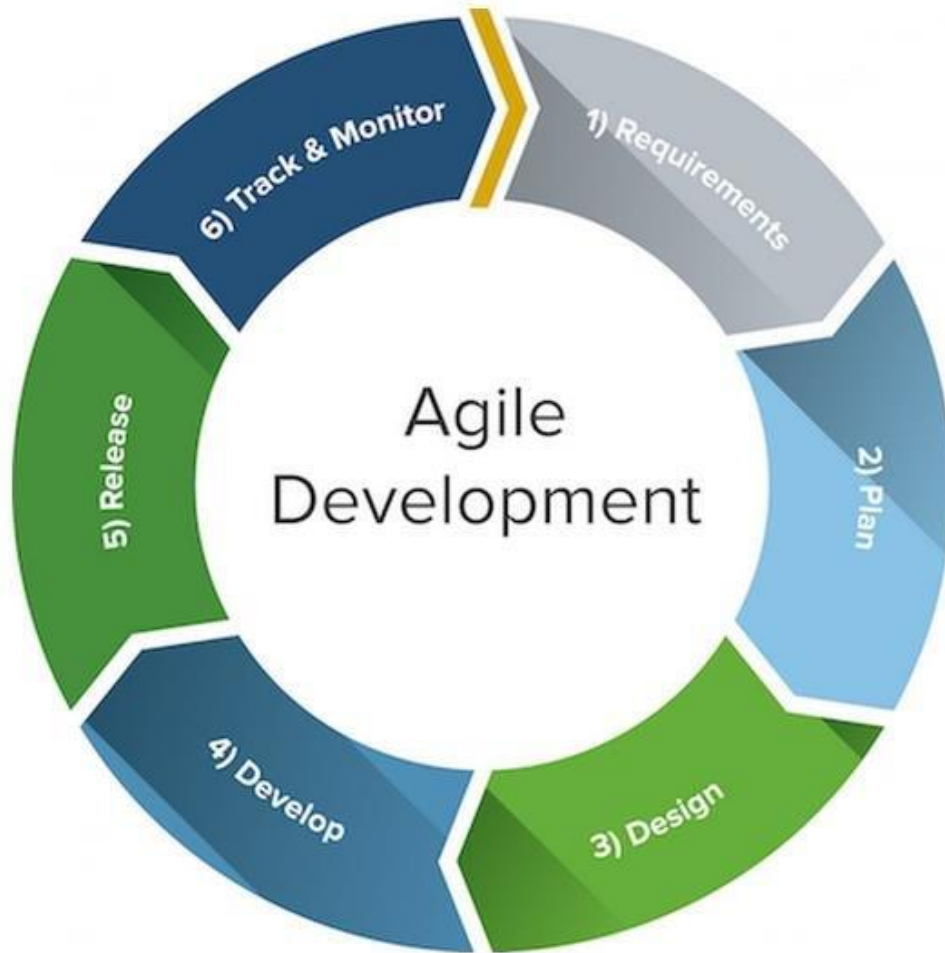 Agile
Development
1) Requirements
2) Plan
3) Design
4) Develop
5) Release
6) Track & Monitor